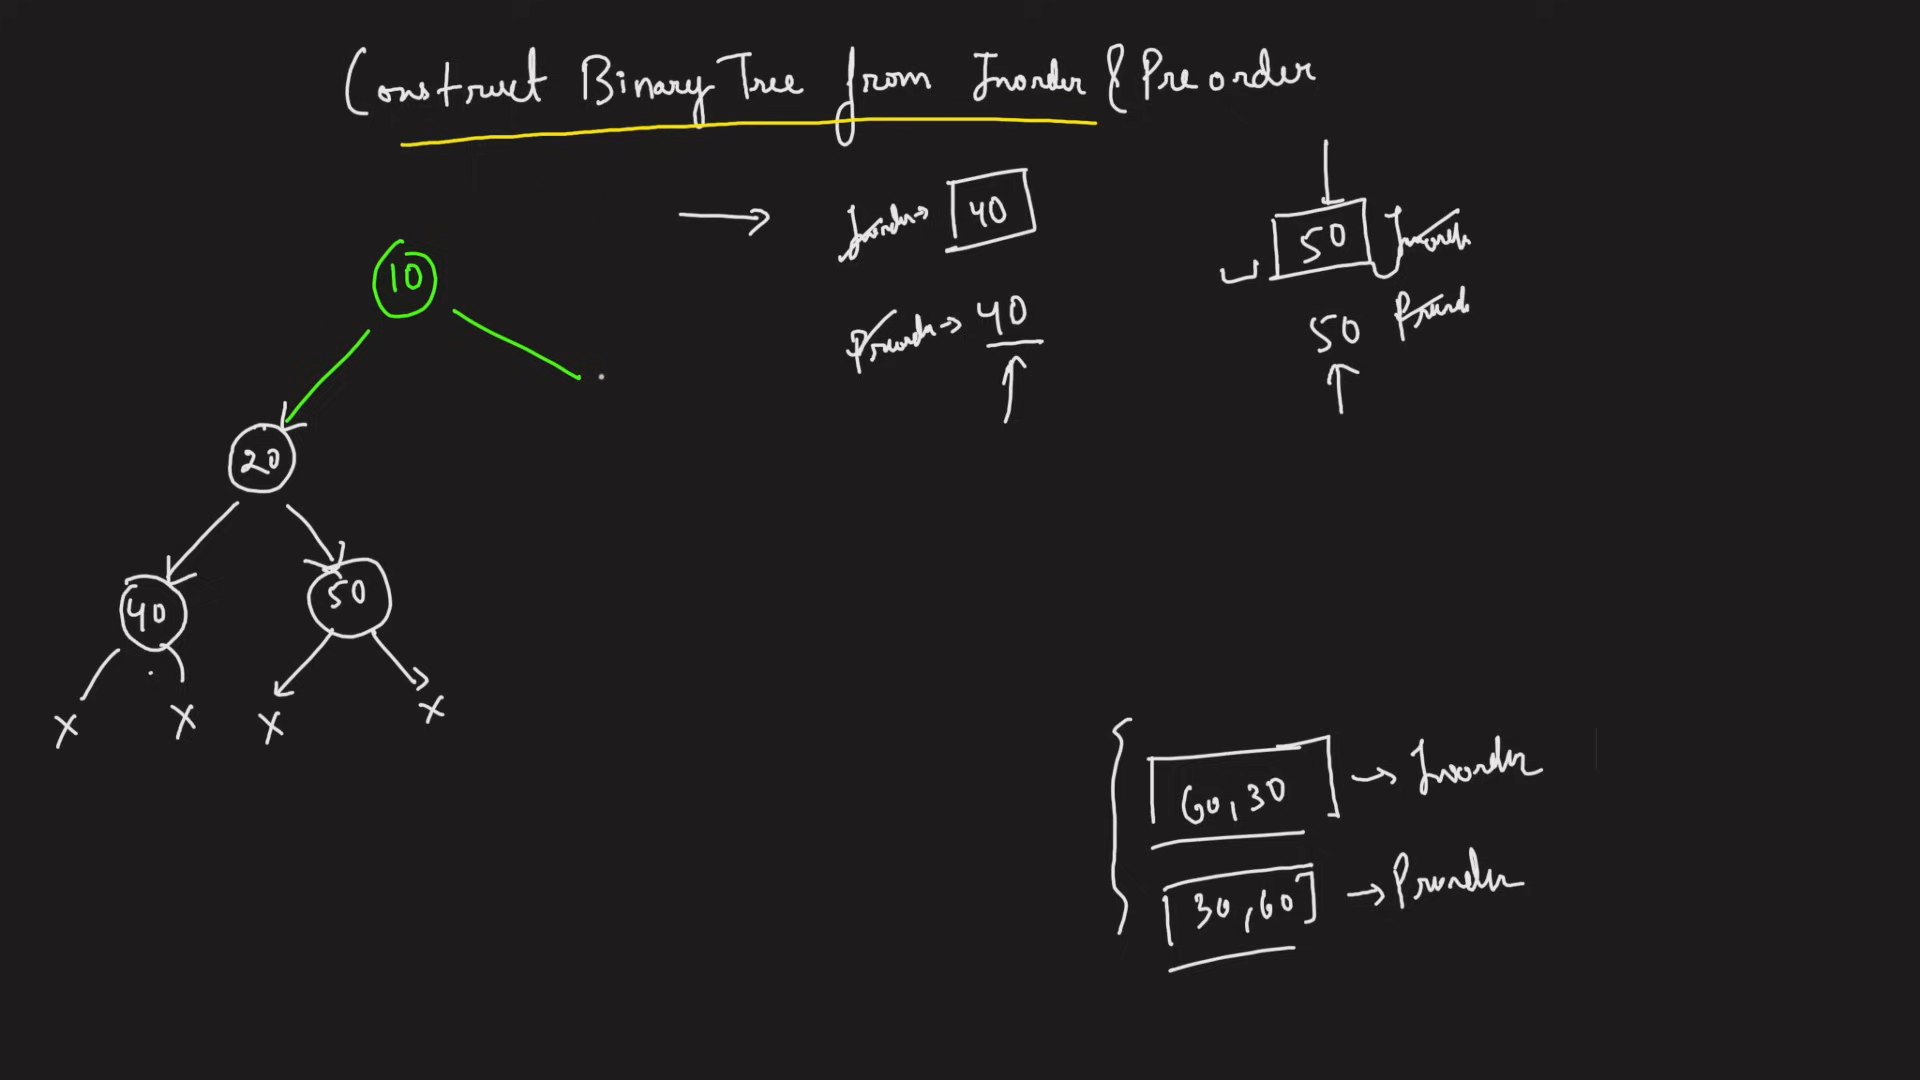 Construct Binary Tree from Inorder & Preorder
Inorder → 40
50 Inorder
Preorder → 40
50 Preord
10
20
40
50
X X X X
60, 30 → Inorder
[30, 60] → Preorder